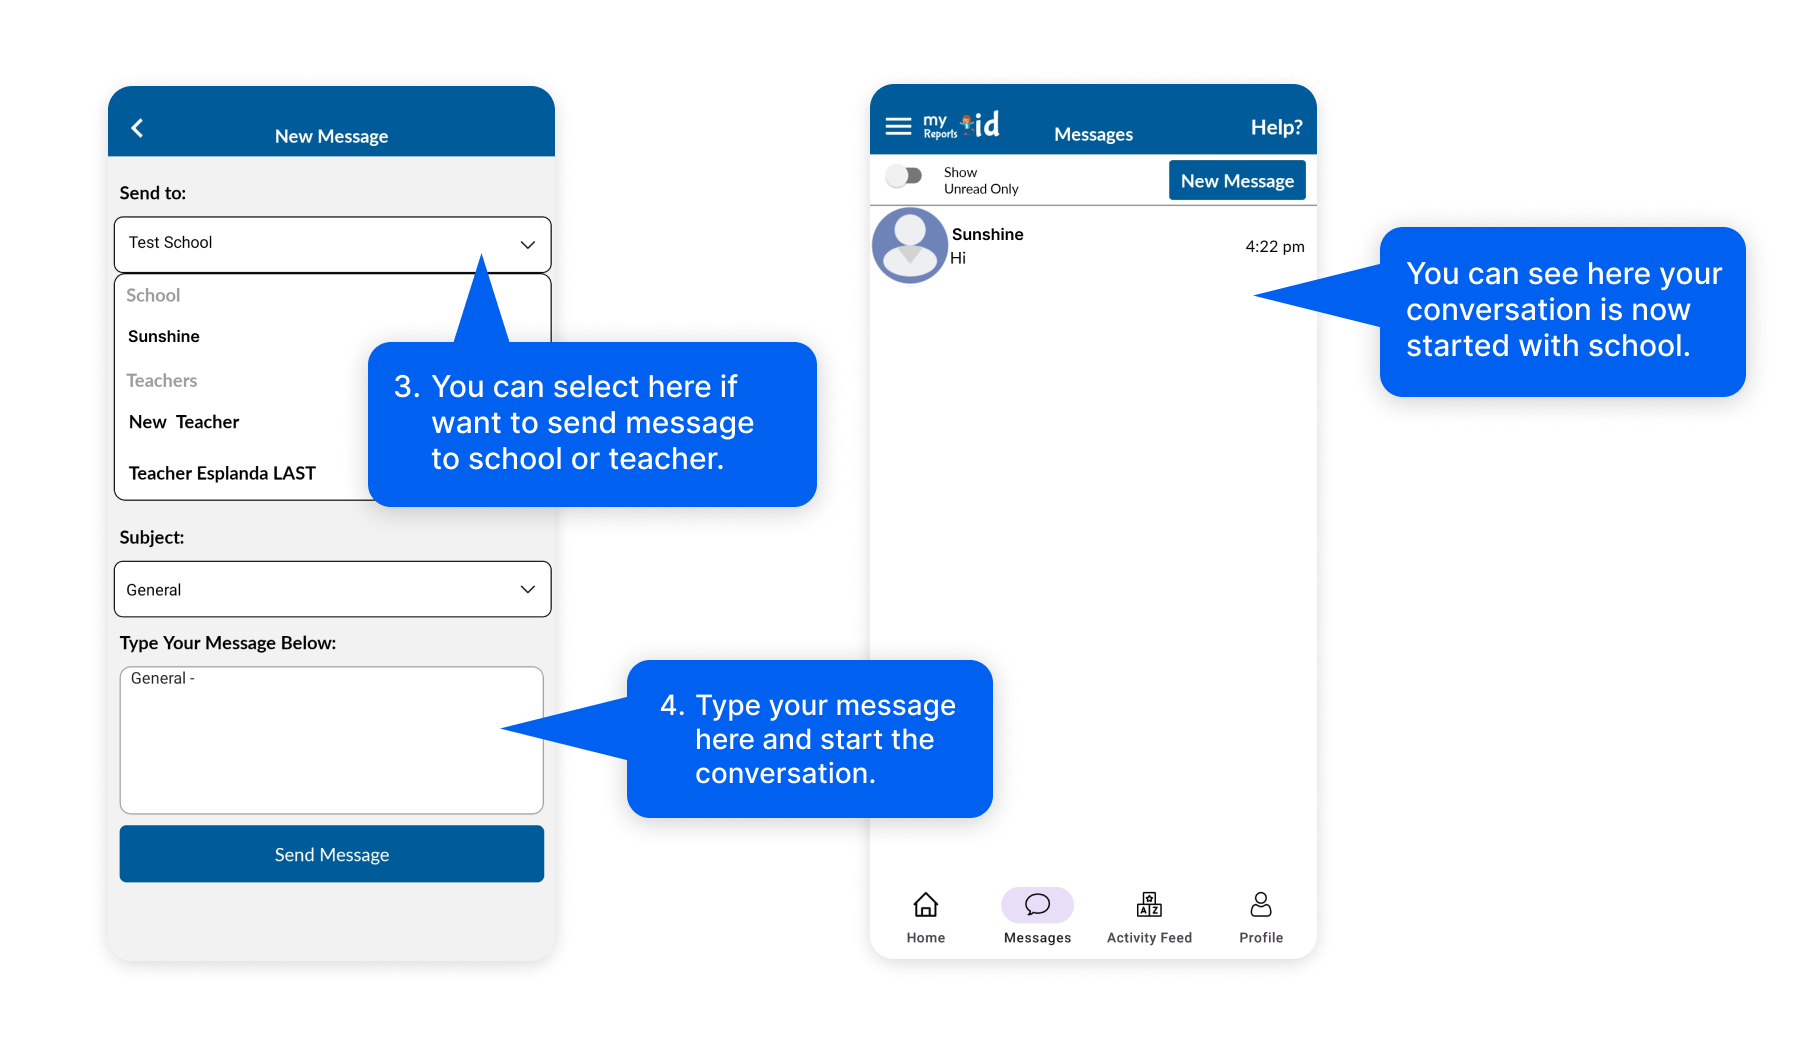 New Message
Send to:
Test School
School
Sunshine
Teachers
New Teacher
Teacher Esplanda LAST
3. You can select here if
want to send message
to school or teacher.
Subject:
General
Type Your Message Below:
General -
4. Type your message
here and start the
conversation.
Send Message
my
Reports
id
Messages
Help?
Show
Unread Only
New Message
Sunshine
Hi
4:22 pm
You can see here your
conversation is now
started with school.
A Z
Home
Messages
Activity Feed
Profile